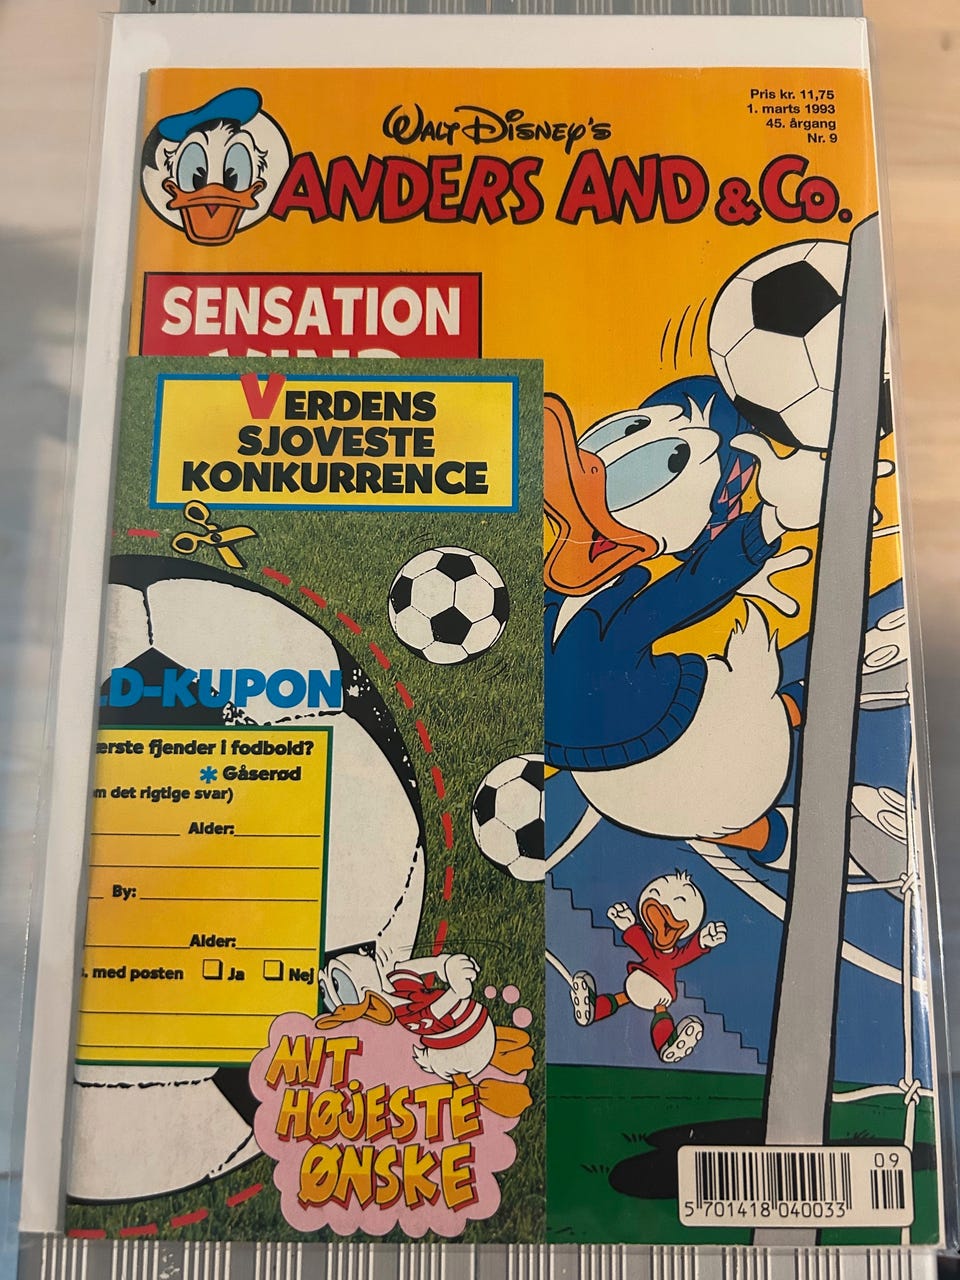 Pris kr. 11,75
1. marts 1993
45. årgang
Nr. 9
WALT DISNEY'S
ANDERS AND & Co.
SENSATION
VERDENS
SJOVESTE
KONKURRENCE
LD-KUPON
ærste fjender i fodbold?
* Gåserød
m det rigtige svar)
Alder:
By:
Alder:
. med posten Ja Nej
MIT
HØJESTE
ØNSKE
09
5 701418 040033